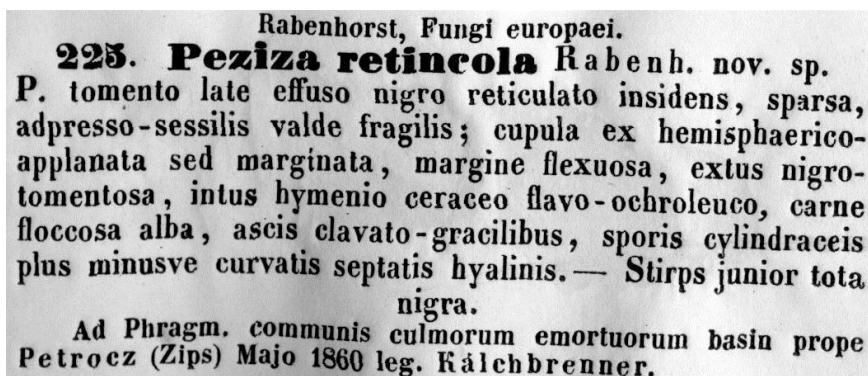 Rabenhorst, Fungi europaei.
225. Peziza retincola Rabenh. nov. sp.
P. tomento late effuso nigro reticulato insidens, sparsa,
adpresso-sessilis valde fragilis; cupula ex hemisphaerico-
applanata sed marginata, margine flexuosa, extus nigro-
tomentosa, intus hymenio ceraceo flavo-ochroleuco, carne
floccosa alba, ascis clavato-gracilibus, sporis cylindraceis
plus minusve curvatis septatis hyalinis.— Stirps junior tota
nigra.
Ad Phragm. communis culmorum emortuorum basin prope
Petrocz (Zips) Majo 1860 leg. Kálchbrenner.